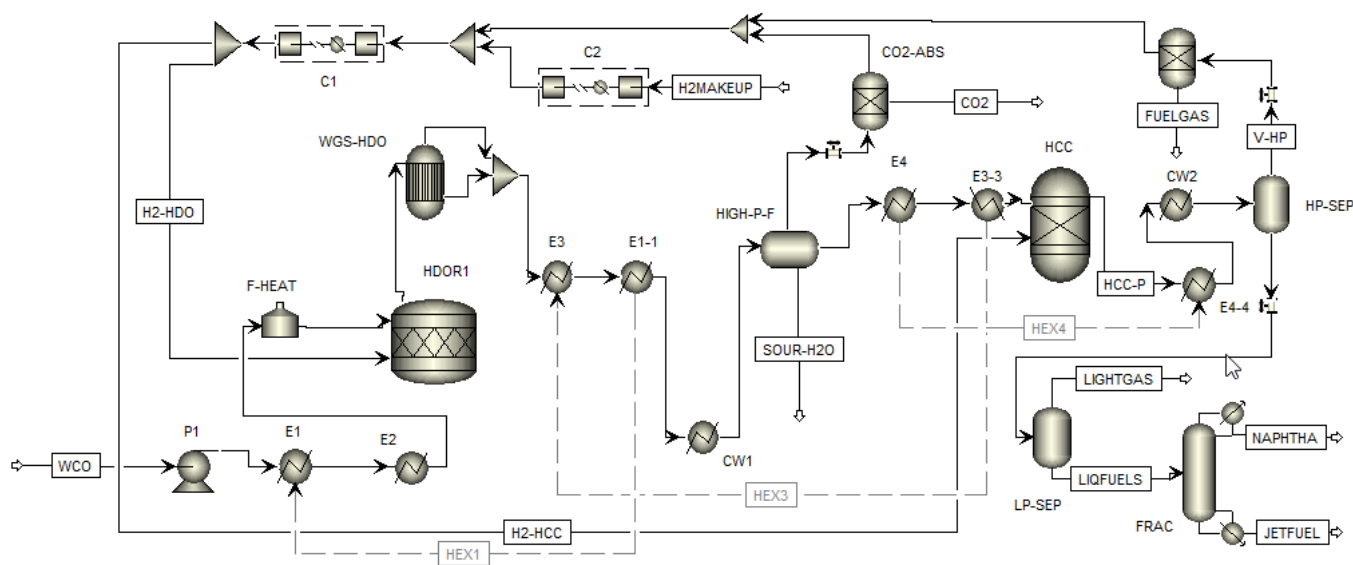 C1
C2
H2MAKEUP
CO2-ABS
CO2
FUELGAS
V-HP
WGS-HDO
E4
E3-3
HCC
CW2
HP-SEP
H2-HDO
HIGH-P-F
E3
E1-1
HDOR1
F-HEAT
HCC-P
E4-4
HEX4
SOUR-H2O
LIGHTGAS
P1
E1
E2
CW1
NAPHTHA
WCO
HEX3
LP-SEP
LIQFUELS
FRAC
H2-HCC
HEX1
JETFUEL